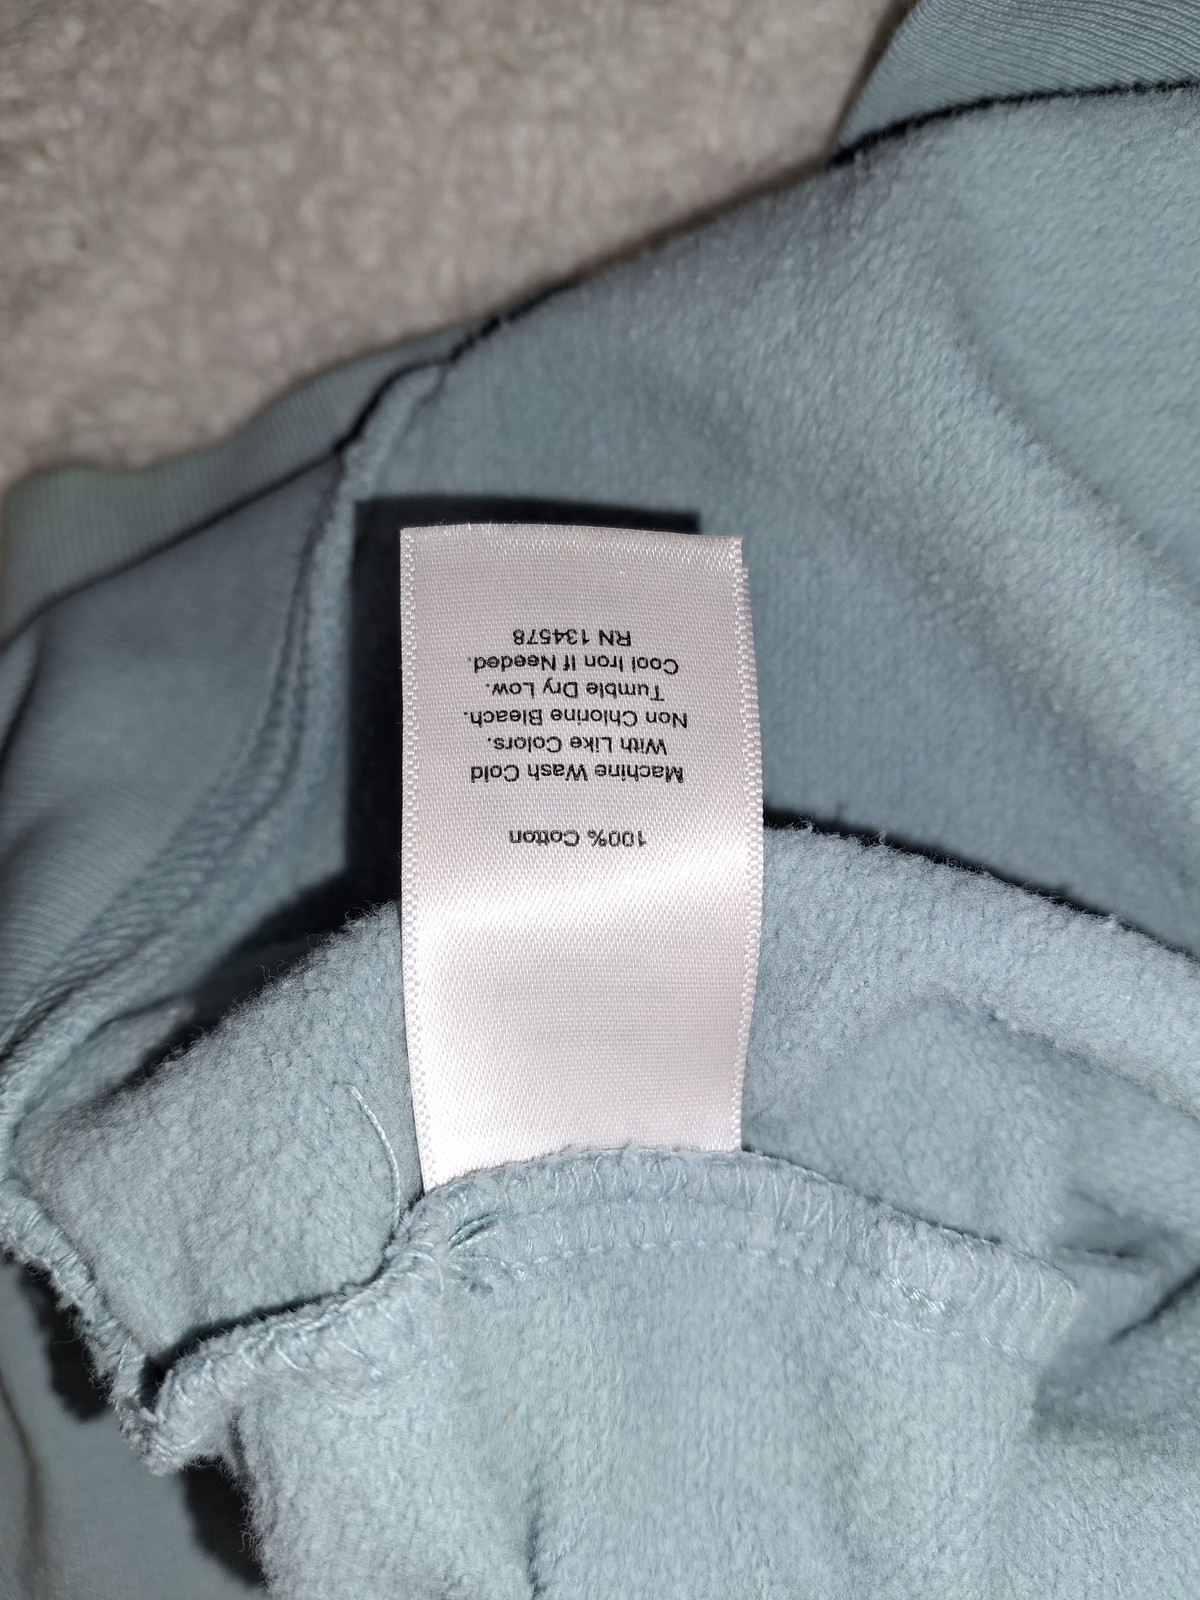 100% Cotton
Machine Wash Cold
With Like Colors.
Non Chlorine Bleach.
Tumble Dry Low.
Cool Iron If Needed.
RN 134578